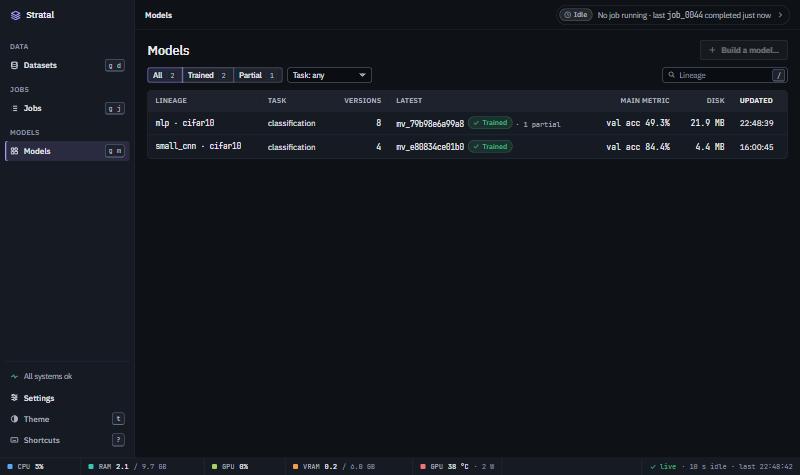 Stratal
Models
Idle
No job running · last job_0044 completed just now
DATA
Datasets
g d
JOBS
Jobs
g j
MODELS
Models
g m
Models
+ Build a model...
All 2
Trained 2
Partial 1
Task: any
Lineage
/
LINEAGE TASK VERSIONS LATEST MAIN METRIC DISK UPDATED
mlp · cifar10 classification 8 mv_79b98e6a99a8 Trained · 1 partial val acc 49.3% 21.9 MB 22:48:39
small_cnn · cifar10 classification 4 mv_e80834ce01b0 Trained val acc 84.4% 4.4 MB 16:00:45
All systems ok
Settings
Theme t
Shortcuts ?
CPU 5% RAM 2.1 / 9.7 GB GPU 0% VRAM 0.2 / 6.0 GB GPU 38 °C · 2 W live · 10 s idle · last 22:48:42